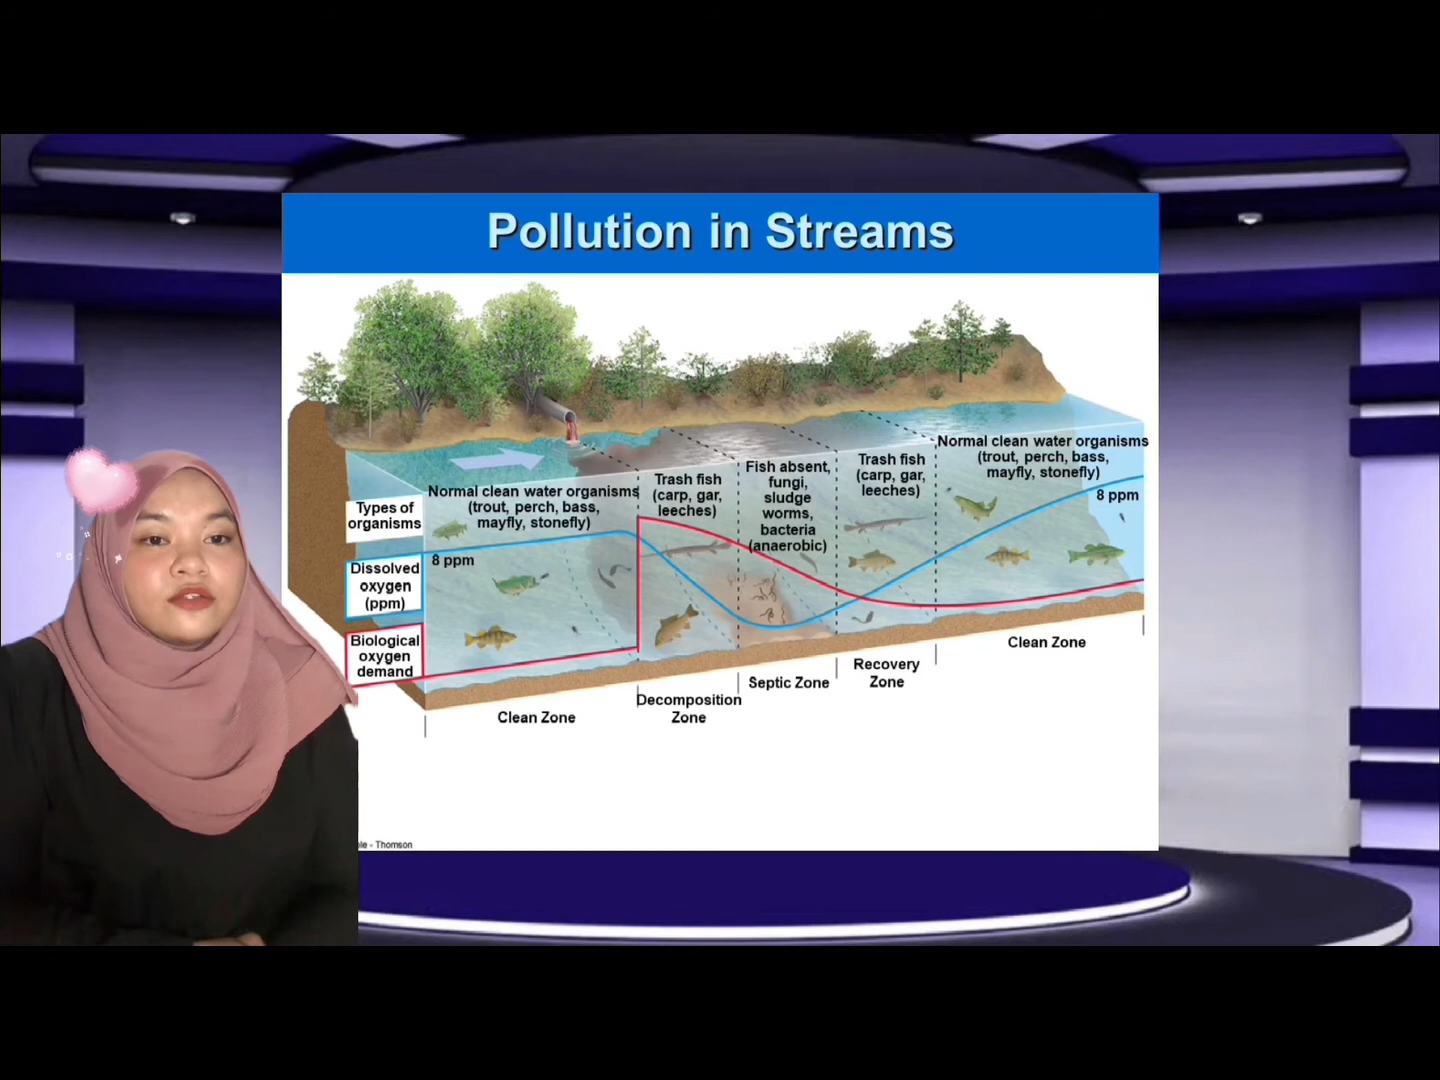 Pollution in Streams
Types of
organisms
Normal clean water organisms
(trout, perch, bass,
mayfly, stonefly)
Trash fish
(carp, gar,
leeches)
Fish absent,
fungi,
sludge
worms,
bacteria
(anaerobic)
Trash fish
(carp, gar,
leeches)
Normal clean water organisms
(trout, perch, bass,
mayfly, stonefly)
Dissolved
oxygen
(ppm)
8 ppm
8 ppm
Biological
oxygen
demand
Clean Zone
Decomposition
Zone
Septic Zone
Recovery
Zone
Clean Zone
- Thomson